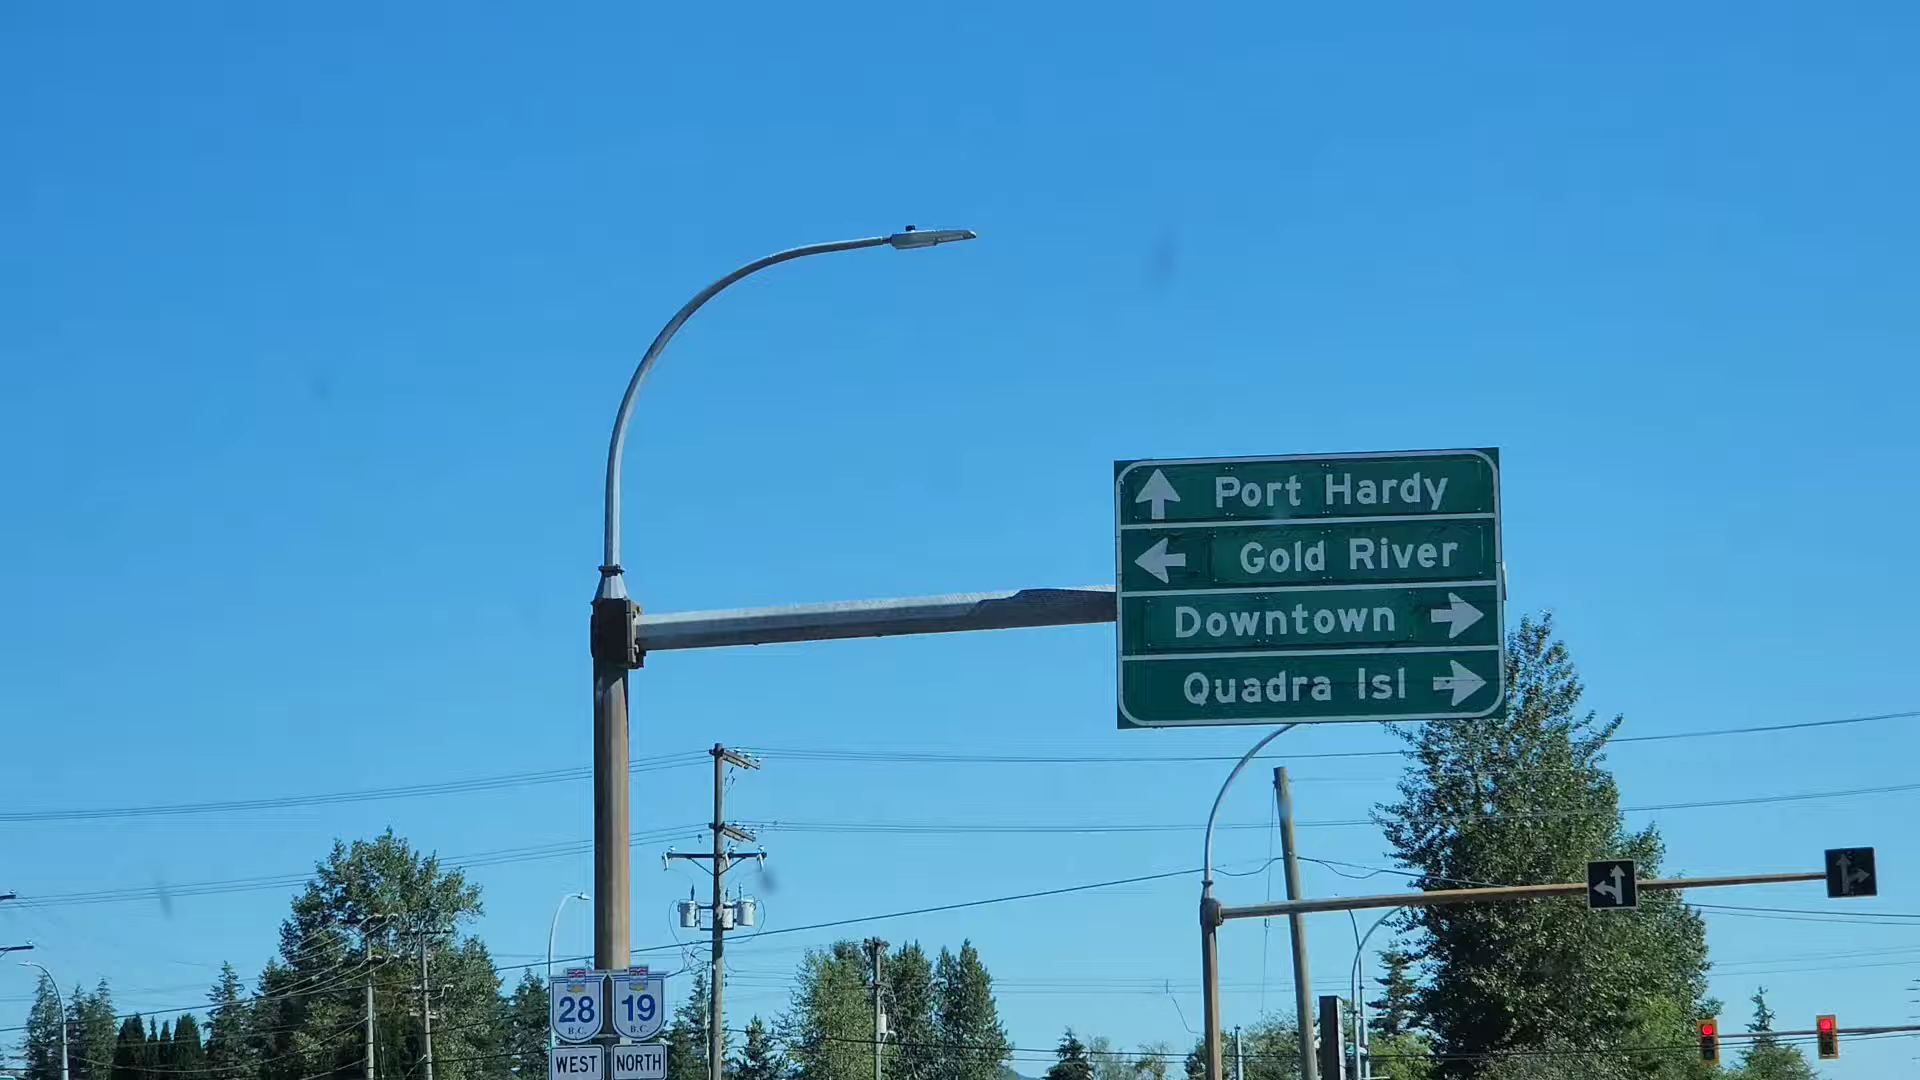 Port Hardy
Gold River
Downtown
Quadra Isl
28
B.C.
WEST
19
B.C.
NORTH